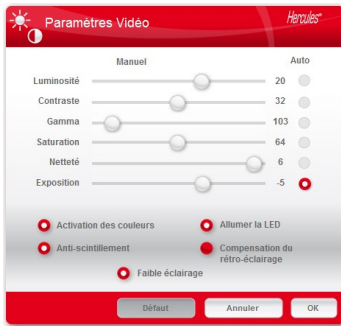 Paramètres Vidéo
Hercules
Manuel Auto
Luminosité 20
Contraste 32
Gamma 103
Saturation 64
Netteté 6
Exposition -5
Activation des couleurs Allumer la LED
Anti-scintillement Compensation du rétro-éclairage
Faible éclairage
Défaut Annuler OK